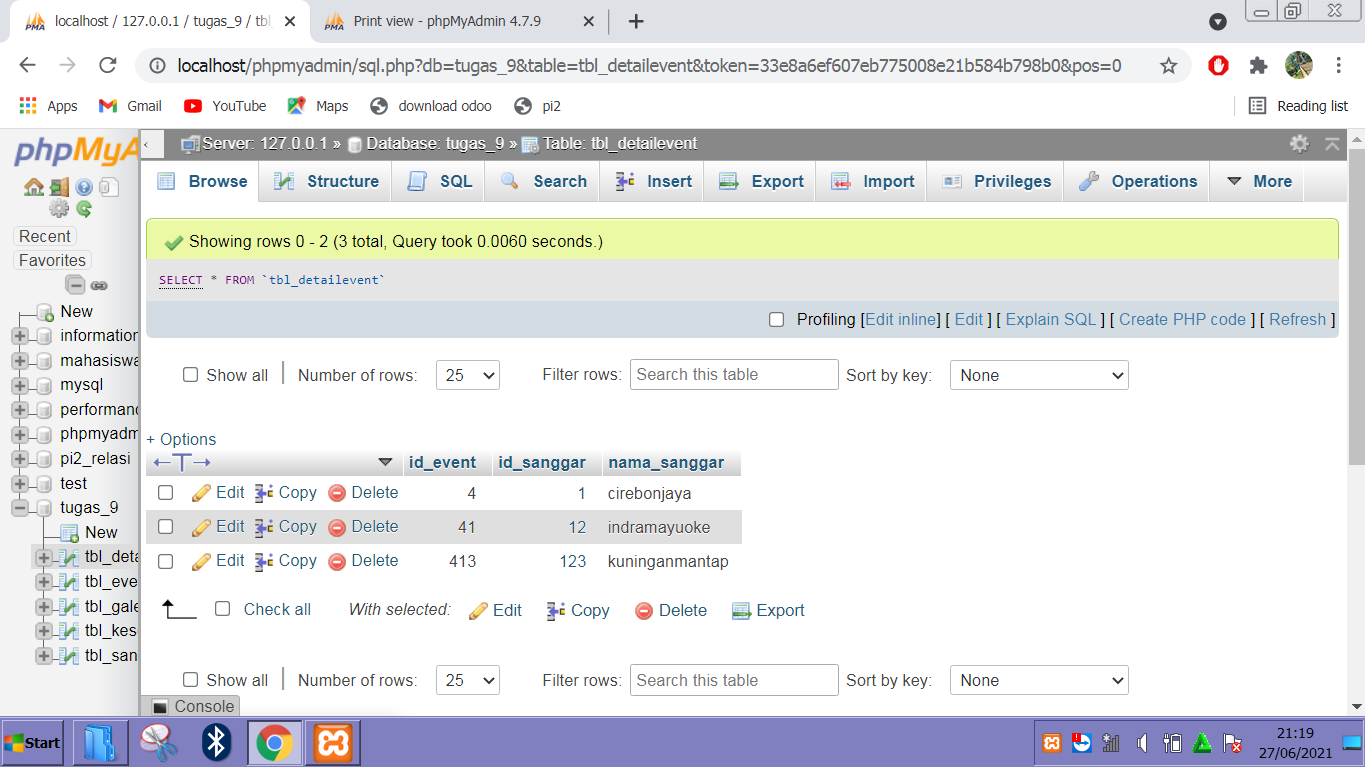 localhost / 127.0.0.1 / tugas_9 / tbl_
Print view - phpMyAdmin 4.7.9
localhost/phpmyadmin/sql.php?db=tugas_9&table=tbl_detailevent&token=33e8a6ef607eb775008e21b584b798b0&pos=0
Apps Gmail YouTube Maps download odoo pi2 Reading list
phpMyA
Server: 127.0.0.1 » Database: tugas_9 » Table: tbl_detailevent
Browse Structure SQL Search Insert Export Import Privileges Operations More
Recent
Favorites
New
information
mahasiswa
mysql
performanc
phpmyadm
pi2_relasi
test
tugas_9
New
tbl_deta
tbl_eve
tbl_gale
tbl_kese
tbl_san
Showing rows 0 - 2 (3 total, Query took 0.0060 seconds.)
SELECT * FROM `tbl_detailevent`
Profiling [Edit inline] [ Edit ] [ Explain SQL ] [ Create PHP code ] [ Refresh ]
Show all | Number of rows: 25 Filter rows: Search this table Sort by key: None
+ Options
id_event id_sanggar nama_sanggar
Edit Copy Delete 4 1 cirebonjaya
Edit Copy Delete 41 12 indramayuoke
Edit Copy Delete 413 123 kuninganmantap
Check all With selected: Edit Copy Delete Export
Show all | Number of rows: 25 Filter rows: Search this table Sort by key: None
Console
Start
21:19
27/06/2021